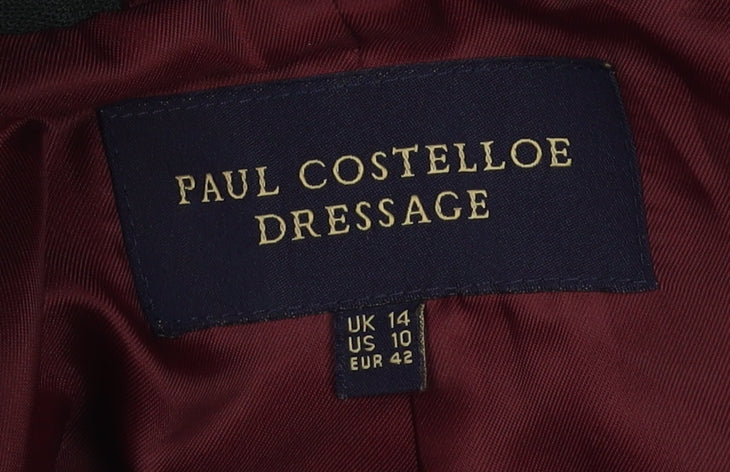 PAUL COSTELLOE
DRESSAGE
UK 14
US 10
EUR 42